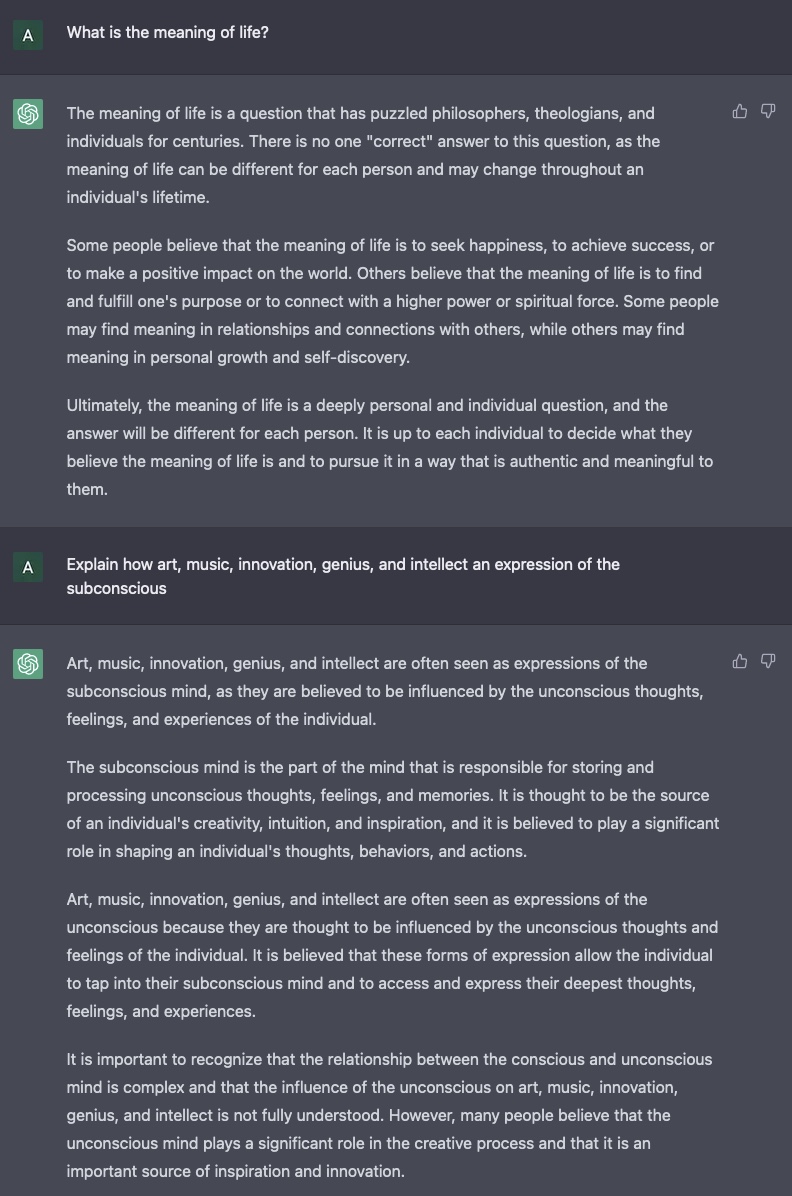 A
What is the meaning of life?
The meaning of life is a question that has puzzled philosophers, theologians, and
individuals for centuries. There is no one "correct" answer to this question, as the
meaning of life can be different for each person and may change throughout an
individual's lifetime.
Some people believe that the meaning of life is to seek happiness, to achieve success, or
to make a positive impact on the world. Others believe that the meaning of life is to find
and fulfill one's purpose or to connect with a higher power or spiritual force. Some people
may find meaning in relationships and connections with others, while others may find
meaning in personal growth and self-discovery.
Ultimately, the meaning of life is a deeply personal and individual question, and the
answer will be different for each person. It is up to each individual to decide what they
believe the meaning of life is and to pursue it in a way that is authentic and meaningful to
them.
A
Explain how art, music, innovation, genius, and intellect an expression of the
subconscious
Art, music, innovation, genius, and intellect are often seen as expressions of the
subconscious mind, as they are believed to be influenced by the unconscious thoughts,
feelings, and experiences of the individual.
The subconscious mind is the part of the mind that is responsible for storing and
processing unconscious thoughts, feelings, and memories. It is thought to be the source
of an individual's creativity, intuition, and inspiration, and it is believed to play a significant
role in shaping an individual's thoughts, behaviors, and actions.
Art, music, innovation, genius, and intellect are often seen as expressions of the
unconscious because they are thought to be influenced by the unconscious thoughts and
feelings of the individual. It is believed that these forms of expression allow the individual
to tap into their subconscious mind and to access and express their deepest thoughts,
feelings, and experiences.
It is important to recognize that the relationship between the conscious and unconscious
mind is complex and that the influence of the unconscious on art, music, innovation,
genius, and intellect is not fully understood. However, many people believe that the
unconscious mind plays a significant role in the creative process and that it is an
important source of inspiration and innovation.